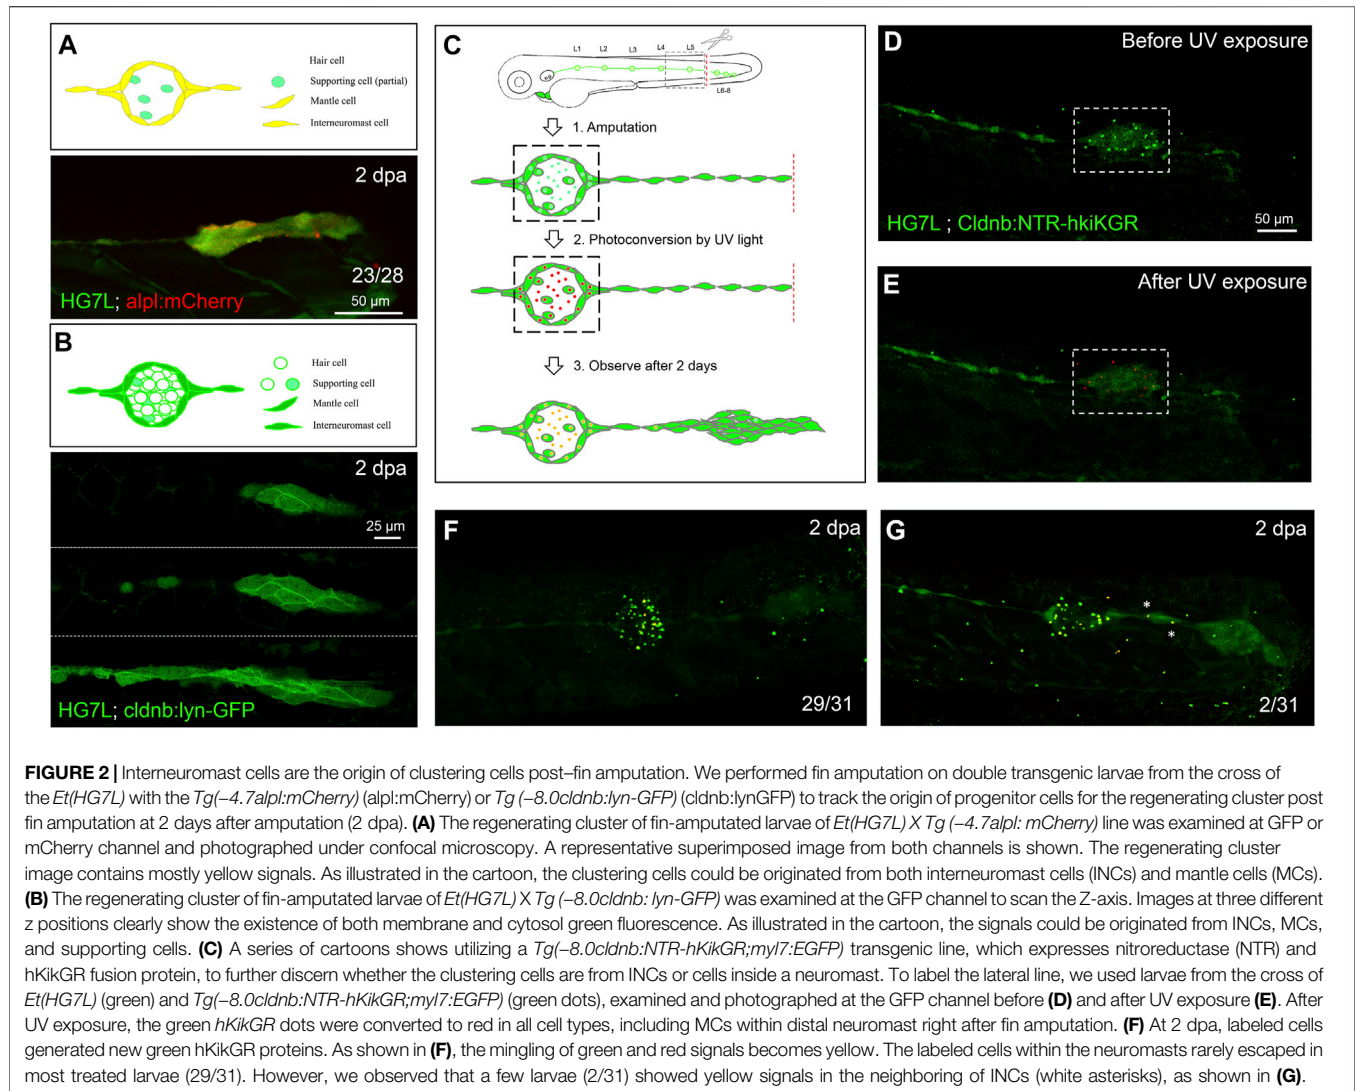 A
Hair cell
Supporting cell (partial)
Mantle cell
Interneuromast cell
2 dpa
23/28
HG7L; alpl:mCherry
50 µm
B
Hair cell
Supporting cell
Mantle cell
Interneuromast cell
2 dpa
25 µm
HG7L; cldnb:lyn-GFP
C
L1 L2 L3 L4 L5
L6-8
1. Amputation
2. Photoconversion by UV light
3. Observe after 2 days
D
Before UV exposure
HG7L ; Cldnb:NTR-hkiKGR
50 µm
E
After UV exposure
F
2 dpa
29/31
G
2 dpa
*
*
2/31
FIGURE 2 | Interneuromast cells are the origin of clustering cells post–fin amputation. We performed fin amputation on double transgenic larvae from the cross of
the Et(HG7L) with the Tg(−4.7alpl:mCherry) (alpl:mCherry) or Tg (−8.0cldnb:lyn-GFP) (cldnb:lynGFP) to track the origin of progenitor cells for the regenerating cluster post
fin amputation at 2 days after amputation (2 dpa). (A) The regenerating cluster of fin-amputated larvae of Et(HG7L) X Tg (−4.7alpl: mCherry) line was examined at GFP or
mCherry channel and photographed under confocal microscopy. A representative superimposed image from both channels is shown. The regenerating cluster
image contains mostly yellow signals. As illustrated in the cartoon, the clustering cells could be originated from both interneuromast cells (INCs) and mantle cells (MCs).
(B) The regenerating cluster of fin-amputated larvae of Et(HG7L) X Tg (−8.0cldnb: lyn-GFP) was examined at the GFP channel to scan the Z-axis. Images at three different
z positions clearly show the existence of both membrane and cytosol green fluorescence. As illustrated in the cartoon, the signals could be originated from INCs, MCs,
and supporting cells. (C) A series of cartoons shows utilizing a Tg(−8.0cldnb:NTR-hKikGR;myl7:EGFP) transgenic line, which expresses nitroreductase (NTR) and
hKikGR fusion protein, to further discern whether the clustering cells are from INCs or cells inside a neuromast. To label the lateral line, we used larvae from the cross of
Et(HG7L) (green) and Tg(−8.0cldnb:NTR-hKikGR;myl7:EGFP) (green dots), examined and photographed at the GFP channel before (D) and after UV exposure (E). After
UV exposure, the green hKikGR dots were converted to red in all cell types, including MCs within distal neuromast right after fin amputation. (F) At 2 dpa, labeled cells
generated new green hKikGR proteins. As shown in (F), the mingling of green and red signals becomes yellow. The labeled cells within the neuromasts rarely escaped in
most treated larvae (29/31). However, we observed that a few larvae (2/31) showed yellow signals in the neighboring of INCs (white asterisks), as shown in (G).